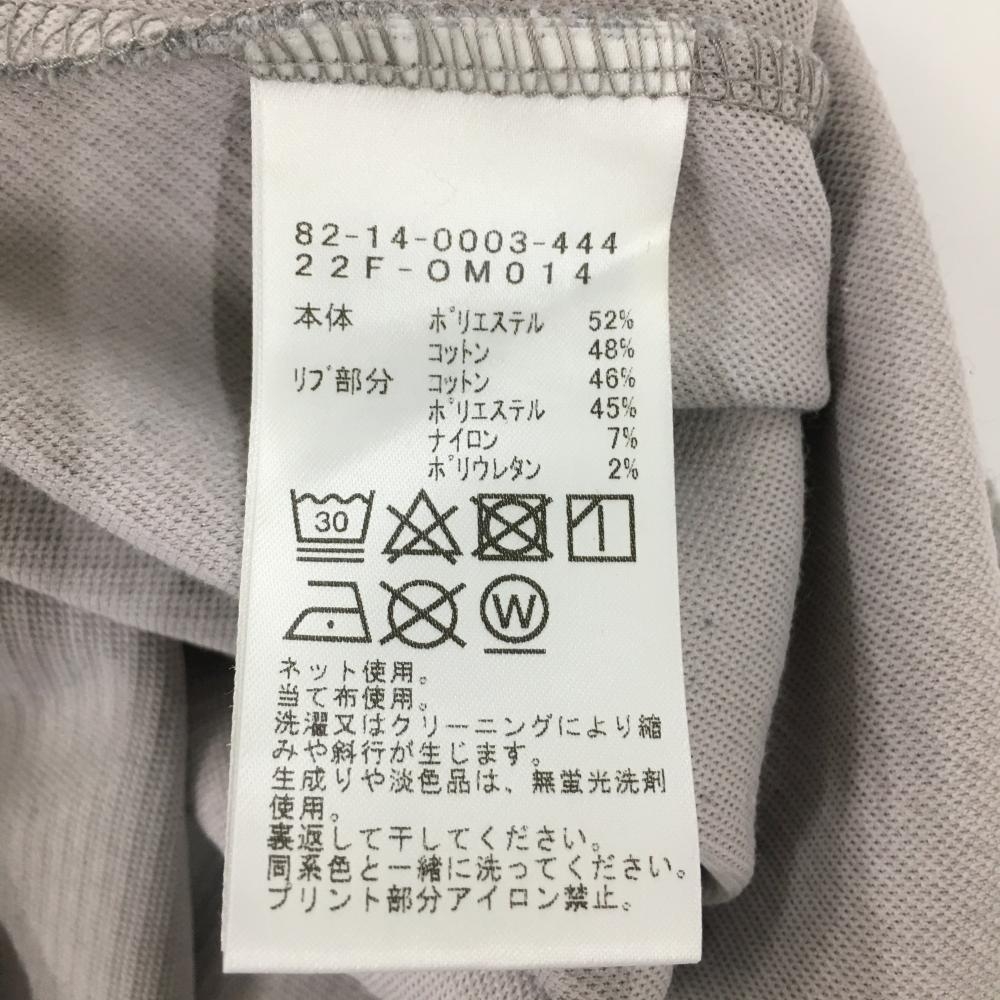 82-14-0003-444
22F-OM014
本体 ポリエステル 52%
コットン 48%
リブ部分 コットン 46%
ポリエステル 45%
ナイロン 7%
ポリウレタン 2%
30
W
ネット使用。
当て布使用。
洗濯又はクリーニングにより縮
みや斜行が生じます。
生成りや淡色品は、無蛍光洗剤
使用。
裏返して干してください。
同系色と一緒に洗ってください。
プリント部分アイロン禁止。